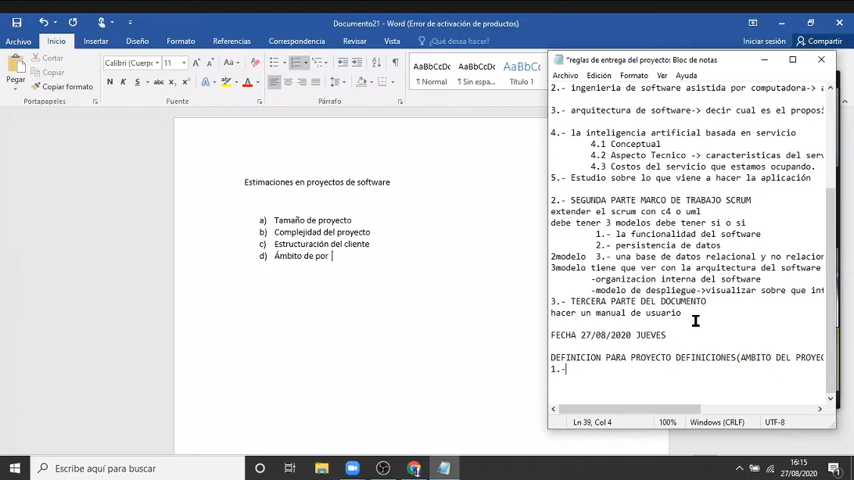 Documento21 - Word (Error de activación de productos)
Archivo Inicio Insertar Diseño Formato Referencias Correspondencia Revisar Vista ¿Qué desea hacer?
Iniciar sesión Compartir
Pegar
Cortar
Copiar
Copiar formato
Portapapeles
Calibri (Cuerpo) 11
N K S
Fuente
Párrafo
AaBbCcDc AaBbCcDc AaBbCc
¶ Normal ¶ Sin espa... Título 1
Estimaciones en proyectos de software
a) Tamaño de proyecto
b) Complejidad del proyecto
c) Estructuración del cliente
d) Ámbito de por
*reglas de entrega del proyecto: Bloc de notas
Archivo Edición Formato Ver Ayuda
2.- ingenieria de software asistida por computadora-> a
3.- arquitectura de software-> decir cual es el proposi
4.- la inteligencia artificial basada en servicio
4.1 Conceptual
4.2 Aspecto Tecnico -> caracteristicas del serv
4.3 Costos del servicio que estamos ocupando.
5.- Estudio sobre lo que viene a hacer la aplicación
2.- SEGUNDA PARTE MARCO DE TRABAJO SCRUM
extender el scrum con c4 o uml
debe tener 3 modelos debe tener si o si
1.- la funcionalidad del software
2.- persistencia de datos
2modelo 3.- una base de datos relacional y no relacion
3modelo tiene que ver con la arquitectura del software
-organizacion interna del software
-modelo de despliegue->visualizar sobre que inf
3.- TERCERA PARTE DEL DOCUMENTO
hacer un manual de usuario
FECHA 27/08/2020 JUEVES
DEFINICION PARA PROYECTO DEFINICIONES(AMBITO DEL PROYEC
1.-
Ln 39, Col 4 100% Windows (CRLF) UTF-8
Escribe aquí para buscar
16:15
27/08/2020